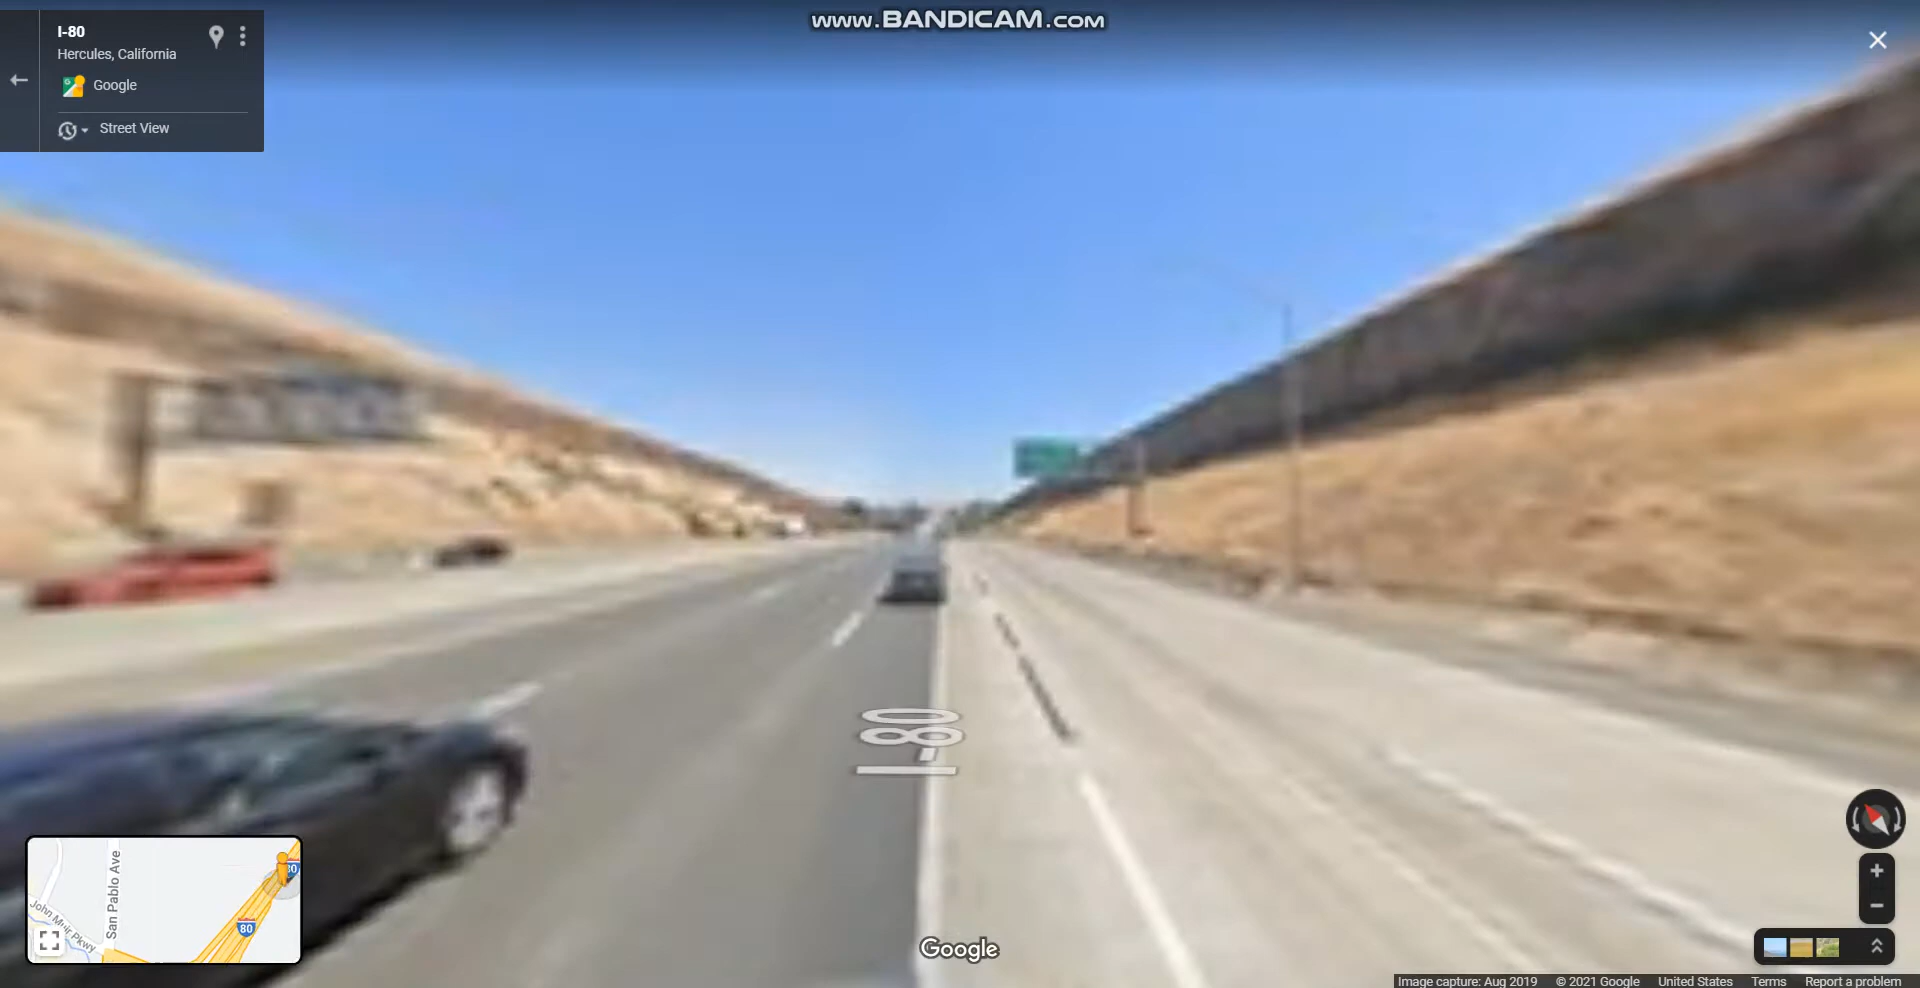 www.BANDICAM.com
I-80
Hercules, California
Google
Street View
I-80
80
San Pablo Ave
John Muir Pkwy
80
Google
Image capture: Aug 2019 © 2021 Google United States Terms Report a problem